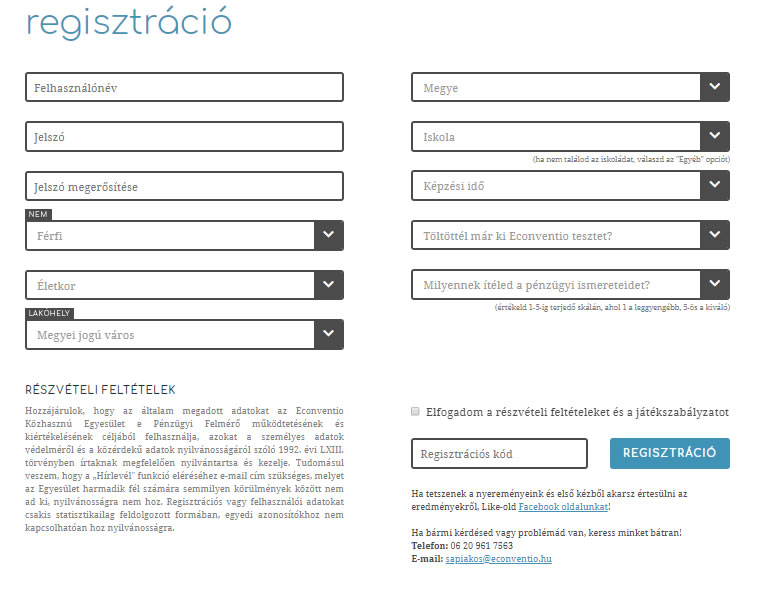 regisztráció
Felhasználónév
Jelszó
Jelszó megerősítése
NEM
Férfi
Életkor
LAKÓHELY
Megyei jogú város
Megye
Iskola
(ha nem találod az iskoládat, válaszd az "Egyéb" opciót)
Képzési idő
Töltöttél már ki Econventio tesztet?
Milyennek ítéled a pénzügyi ismereteidet?
(értékeld 1-5-ig terjedő skálán, ahol 1 a leggyengébb, 5-ös a kiváló)
RÉSZVÉTELI FELTÉTELEK
Hozzájárulok, hogy az általam megadott adatokat az Econventio
Közhasznú Egyesület e Pénzügyi Felmérő működtetésének és
kiértékelésének céljából felhasználja, azokat a személyes adatok
védelméről és a közérdekű adatok nyilvánosságáról szóló 1992. évi LXIII.
törvényben írtaknak megfelelően nyilvántartsa és kezelje. Tudomásul
veszem, hogy a „Hírlevél" funkció eléréséhez e-mail cím szükséges, melyet
az Egyesület harmadik fél számára semmilyen körülmények között nem
ad ki, nyilvánosságra nem hoz. Regisztrációs vagy felhasználói adatokat
csakis statisztikailag feldolgozott formában, egyedi azonosítókhoz nem
kapcsolhatóan hoz nyilvánosságra.
Elfogadom a részvételi feltételeket és a játékszabályzatot
Regisztrációs kód
REGISZTRÁCIÓ
Ha tetszenek a nyereményeink és első kézből akarsz értesülni az
eredményekről, Like-old Facebook oldalunkat!
Ha bármi kérdésed vagy problémád van, keress minket bátran!
Telefon: 06 20 961 7563
E-mail: sapiakos@econventio.hu